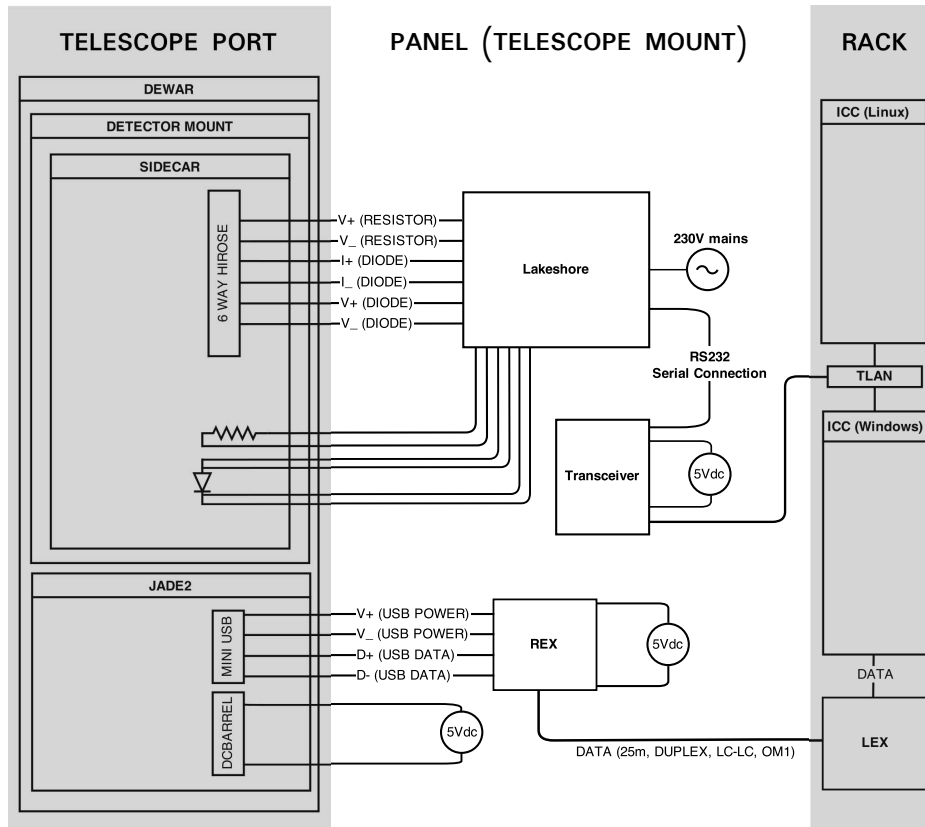 TELESCOPE PORT
PANEL (TELESCOPE MOUNT)
RACK
DEWAR
DETECTOR MOUNT
SIDECAR
6 WAY HIROSE
V+ (RESISTOR)
V_ (RESISTOR)
I+ (DIODE)
I_ (DIODE)
V+ (DIODE)
V_ (DIODE)
Lakeshore
230V mains
RS232
Serial Connection
Transceiver
5Vdc
ICC (Linux)
TLAN
ICC (Windows)
JADE2
MINI USB
V+ (USB POWER)
V_ (USB POWER)
D+ (USB DATA)
D- (USB DATA)
REX
5Vdc
DCBARREL
5Vdc
DATA (25m, DUPLEX, LC-LC, OM1)
DATA
LEX